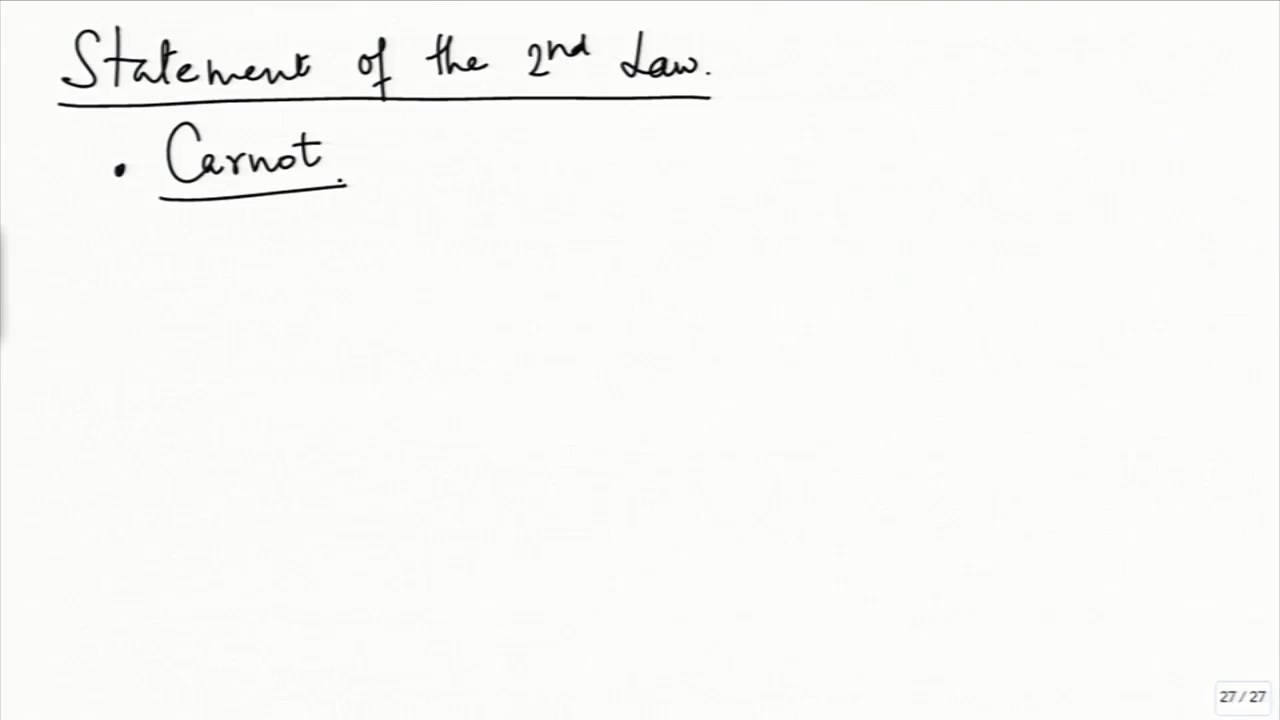 Statement of the 2nd Law.
• Carnot.
27 / 27